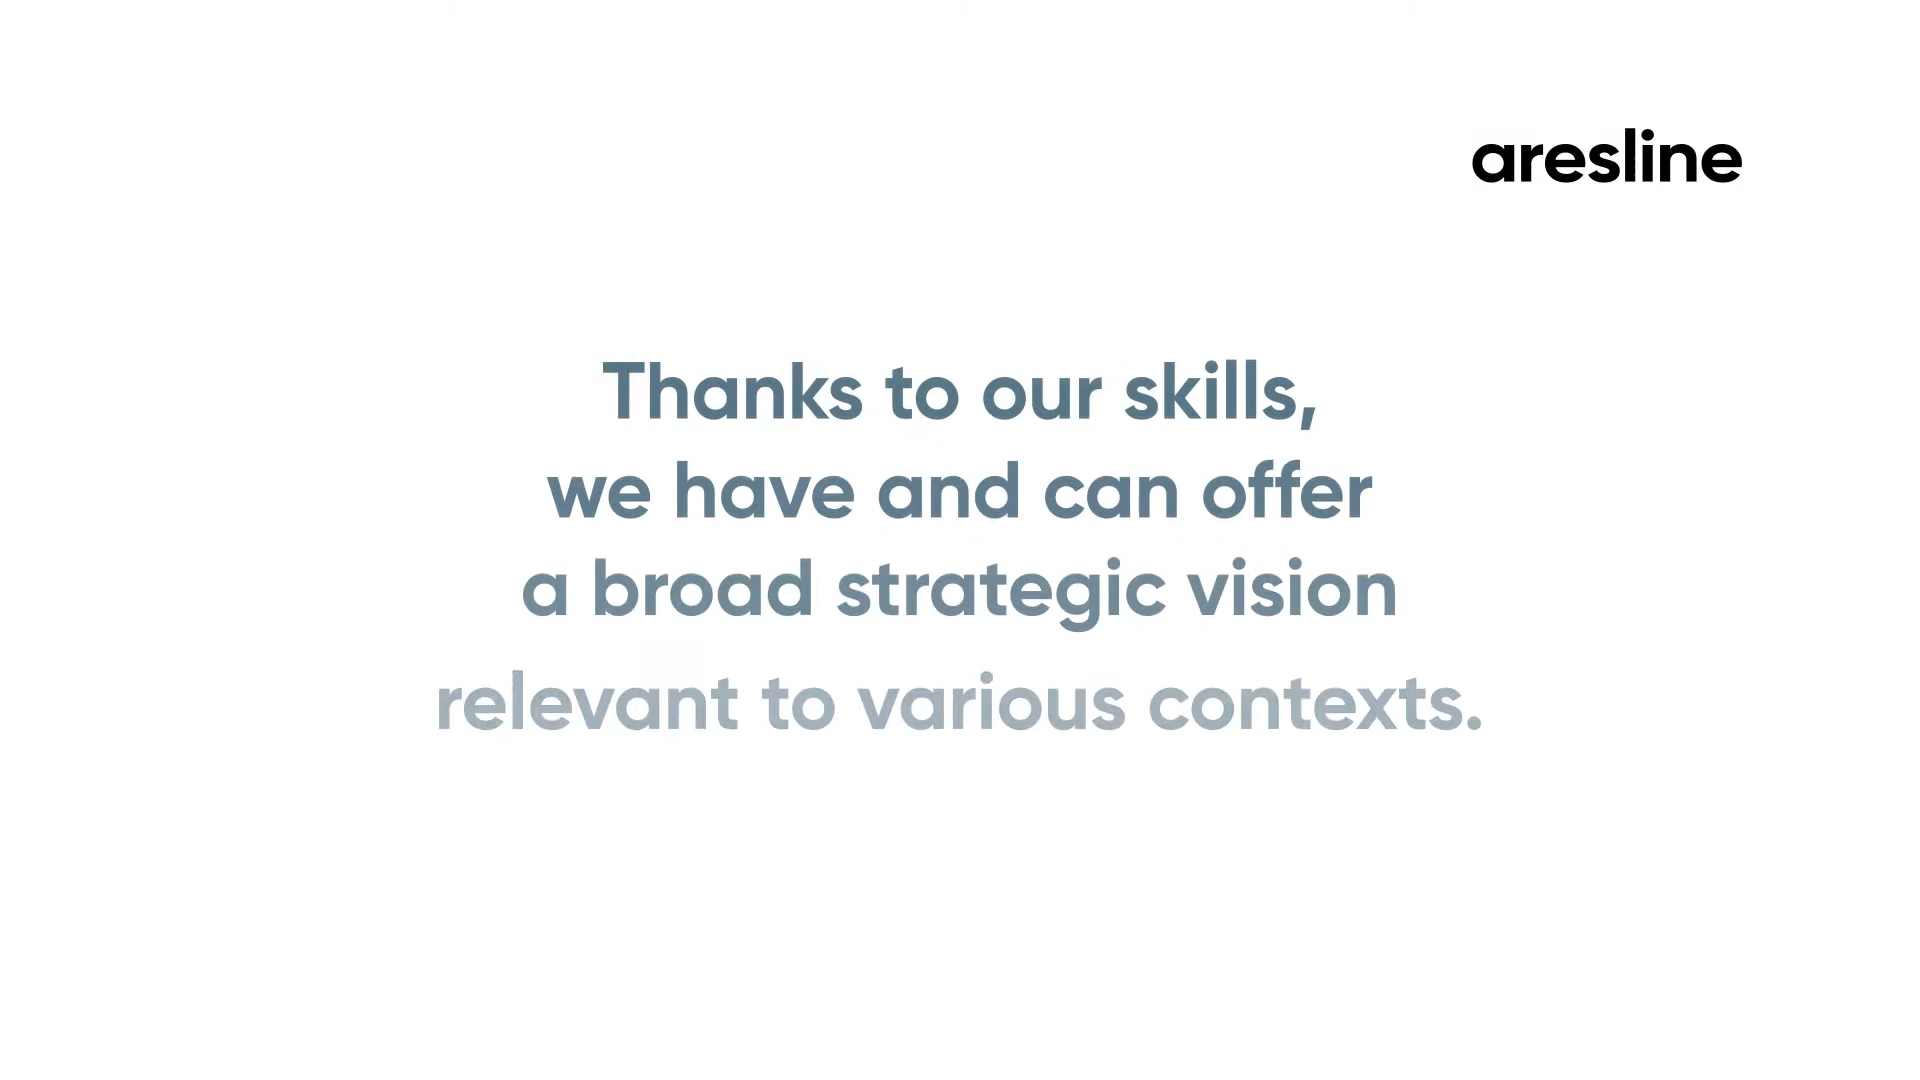 aresline
Thanks to our skills,
we have and can offer
a broad strategic vision
relevant to various contexts.